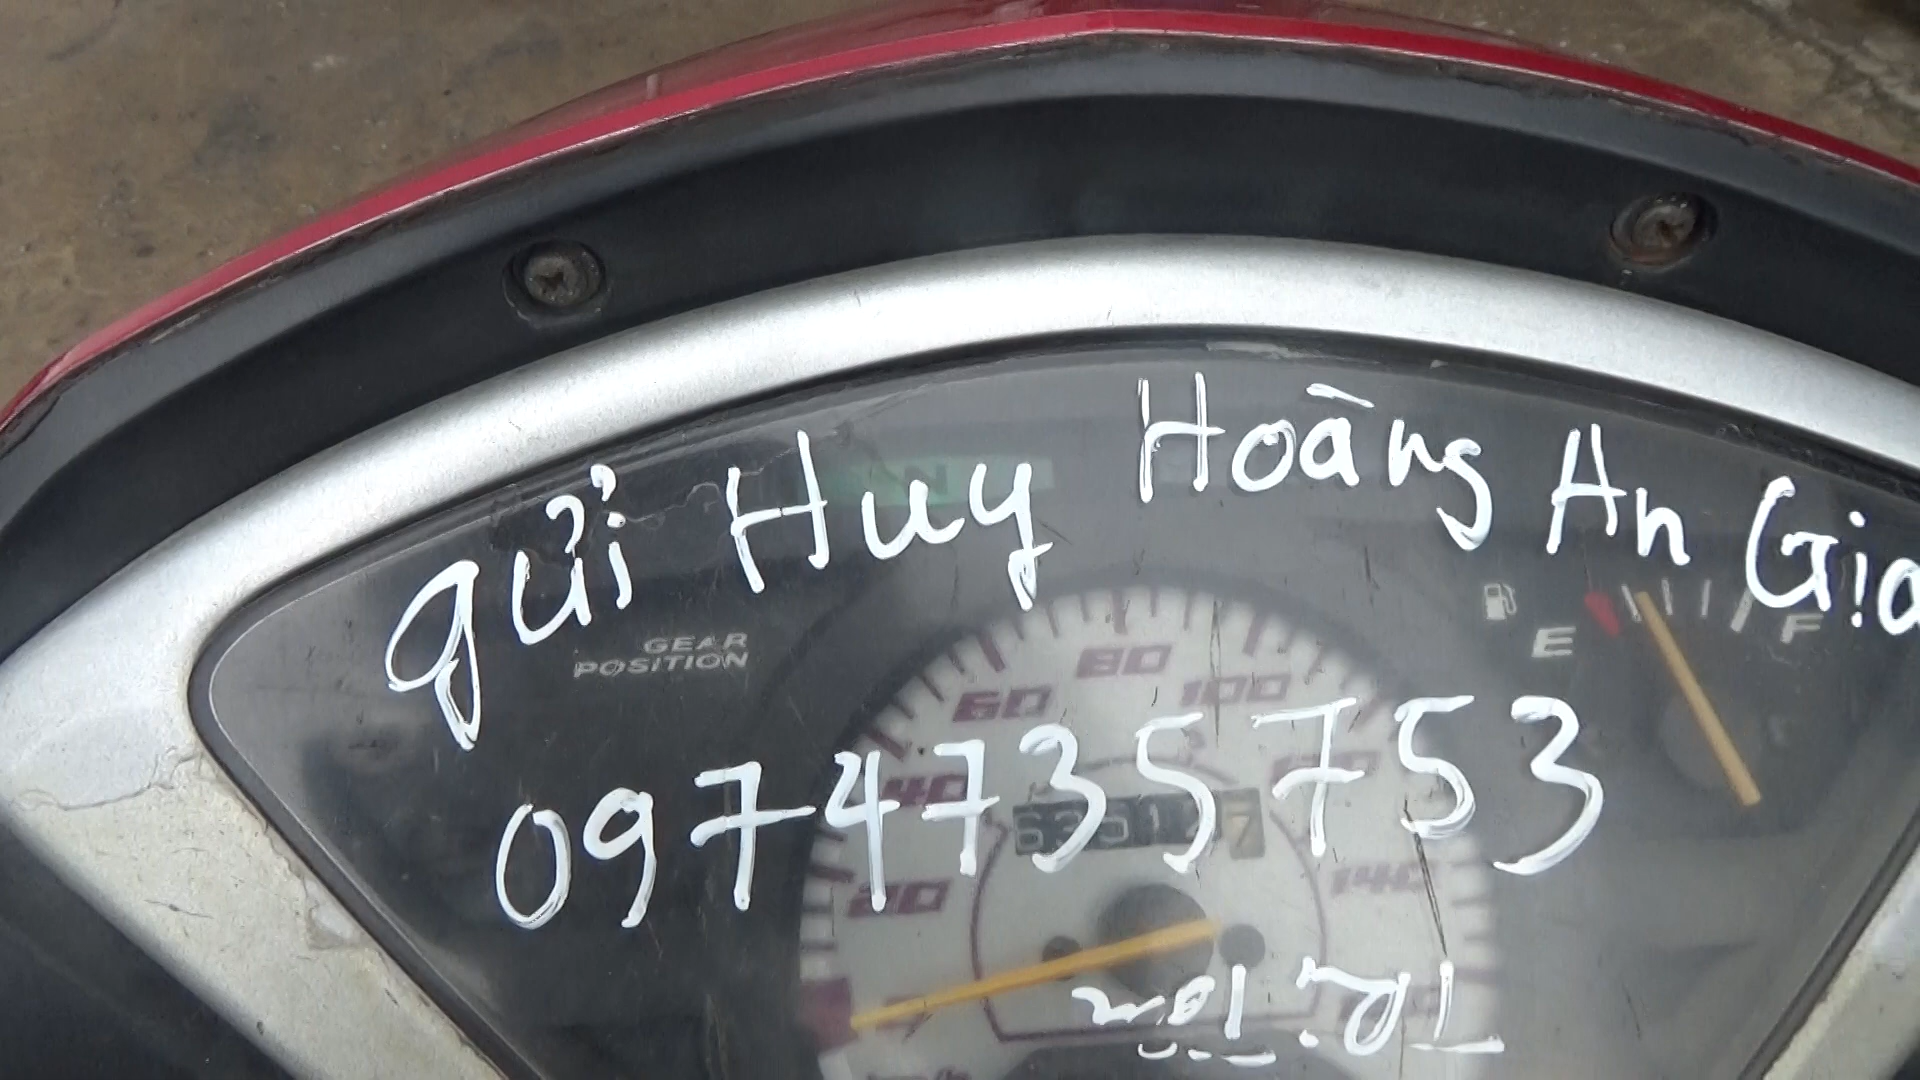 gửi Huy Hoàng An Gia
N
GEAR
POSITION
E F
80
60 100
0974735753
40
20 140